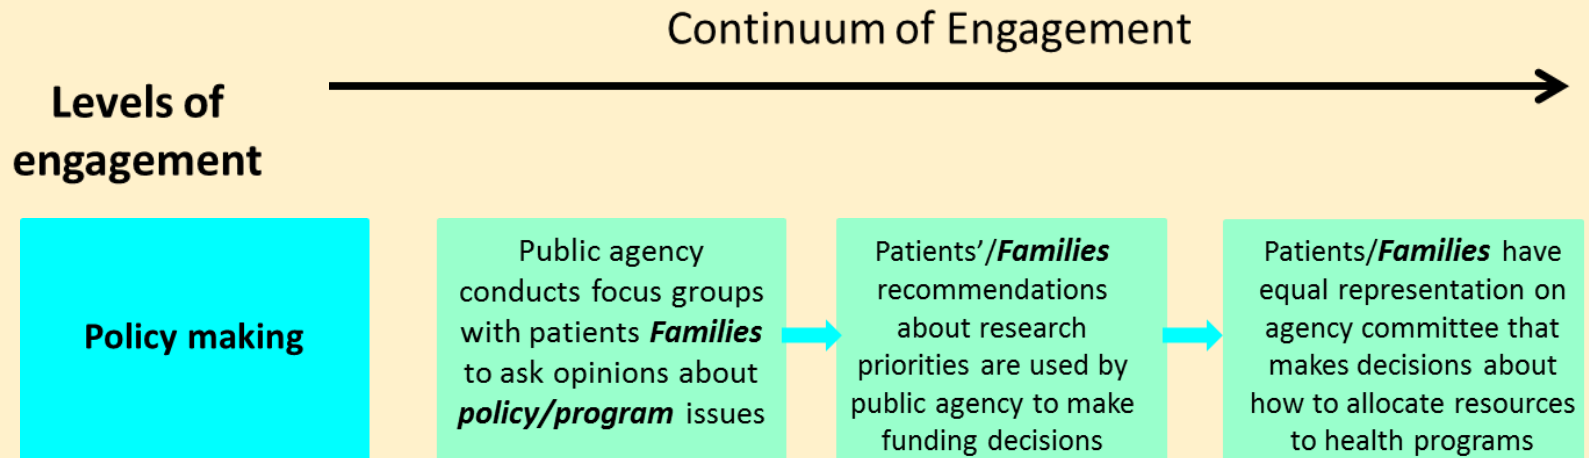 Continuum of Engagement
Levels of
engagement
Policy making
Public agency
conducts focus groups
with patients Families
to ask opinions about
policy/program issues
Patients’/Families
recommendations
about research
priorities are used by
public agency to make
funding decisions
Patients/Families have
equal representation on
agency committee that
makes decisions about
how to allocate resources
to health programs